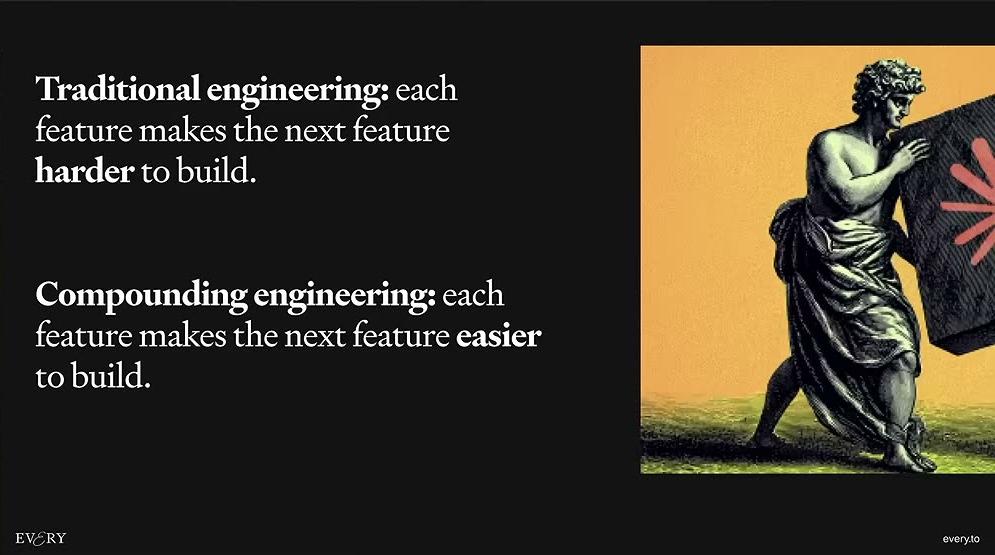 Traditional engineering: each
feature makes the next feature
harder to build.
Compounding engineering: each
feature makes the next feature easier
to build.
EVERY
every.to